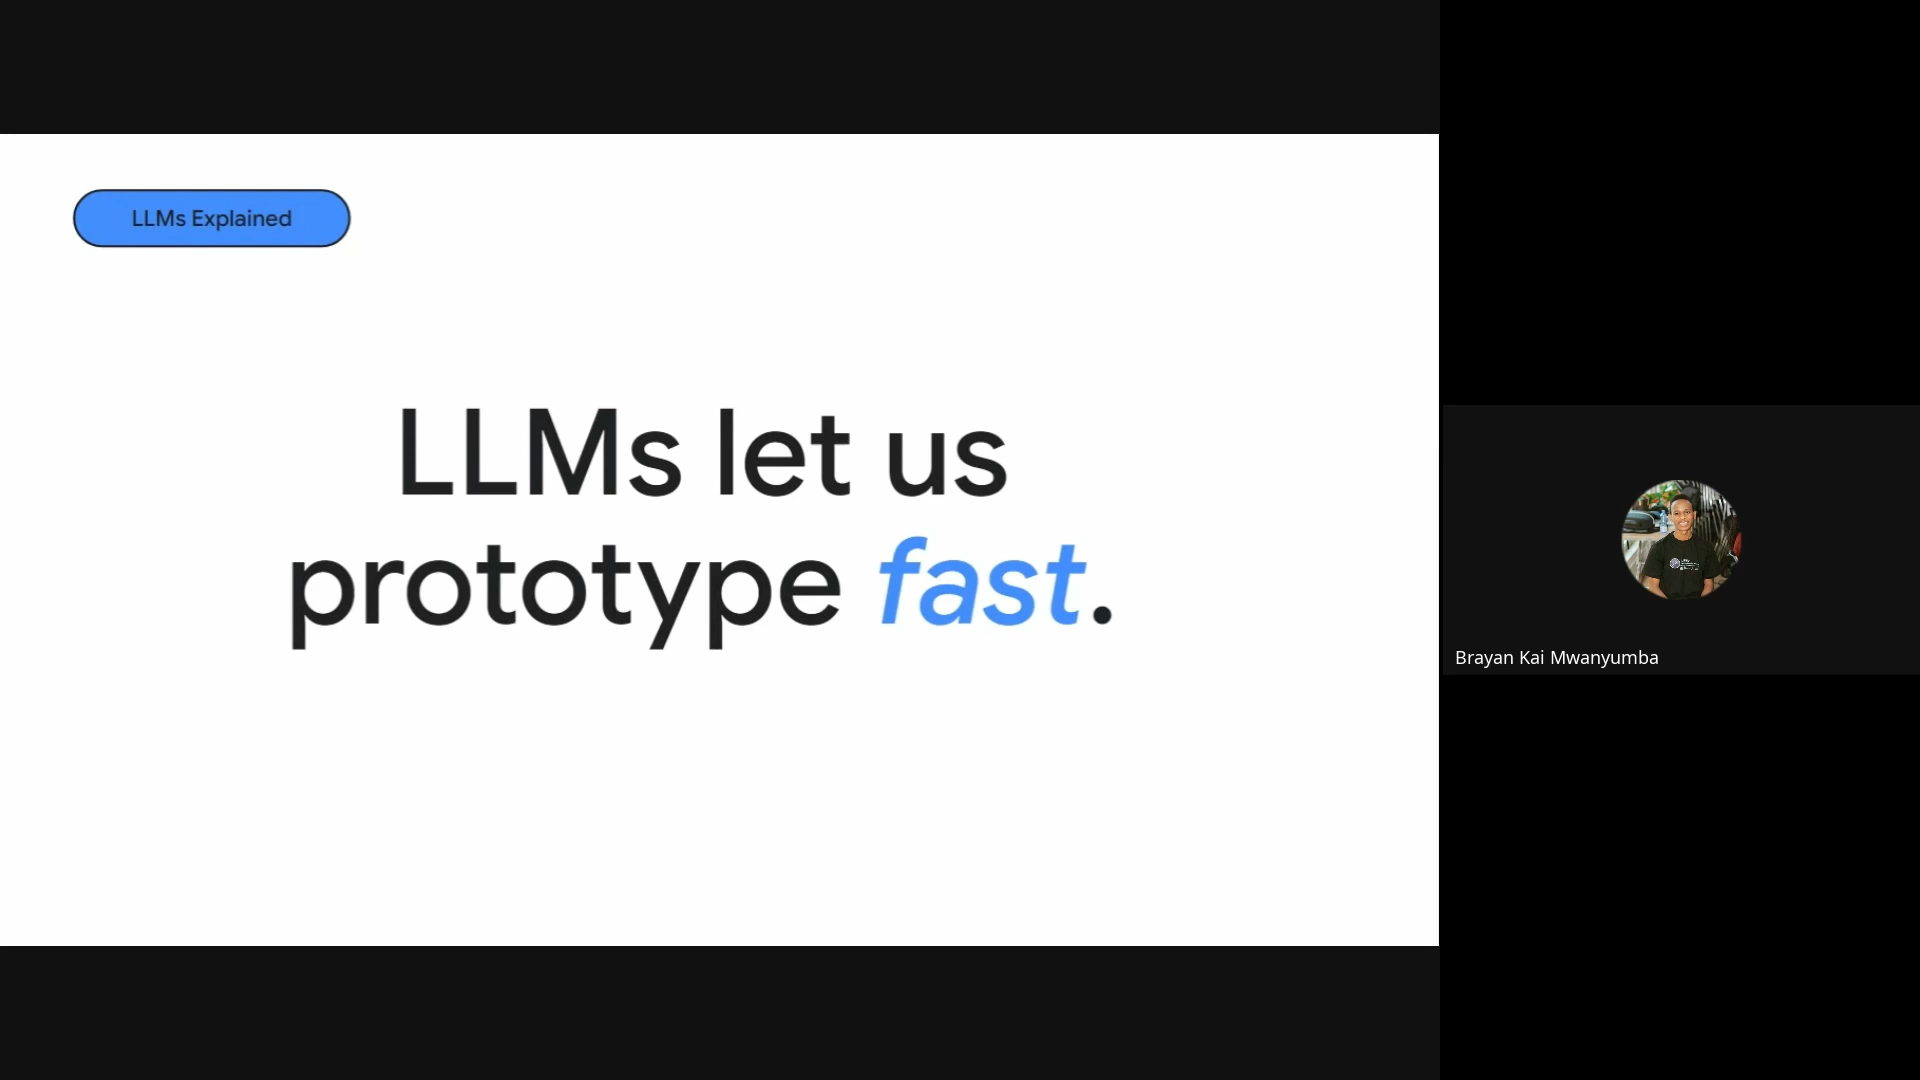 LLMs Explained
LLMs let us
prototype fast.
Brayan Kai Mwanyumba